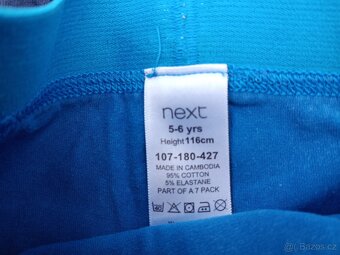 next
5-6 yrs
Height 116cm
107-180-427
MADE IN CAMBODIA
95% COTTON
5% ELASTANE
PART OF A 7 PACK
©sbazar.cz